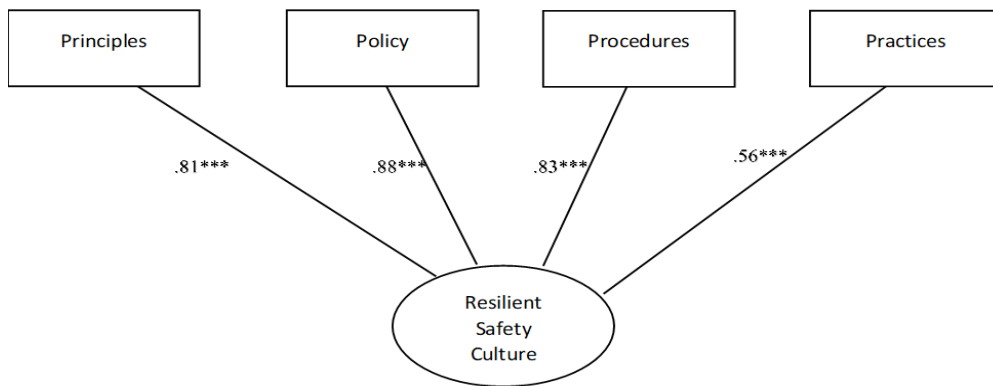 Principles
Policy
Procedures
Practices
.81***
.88***
.83***
.56***
Resilient
Safety
Culture